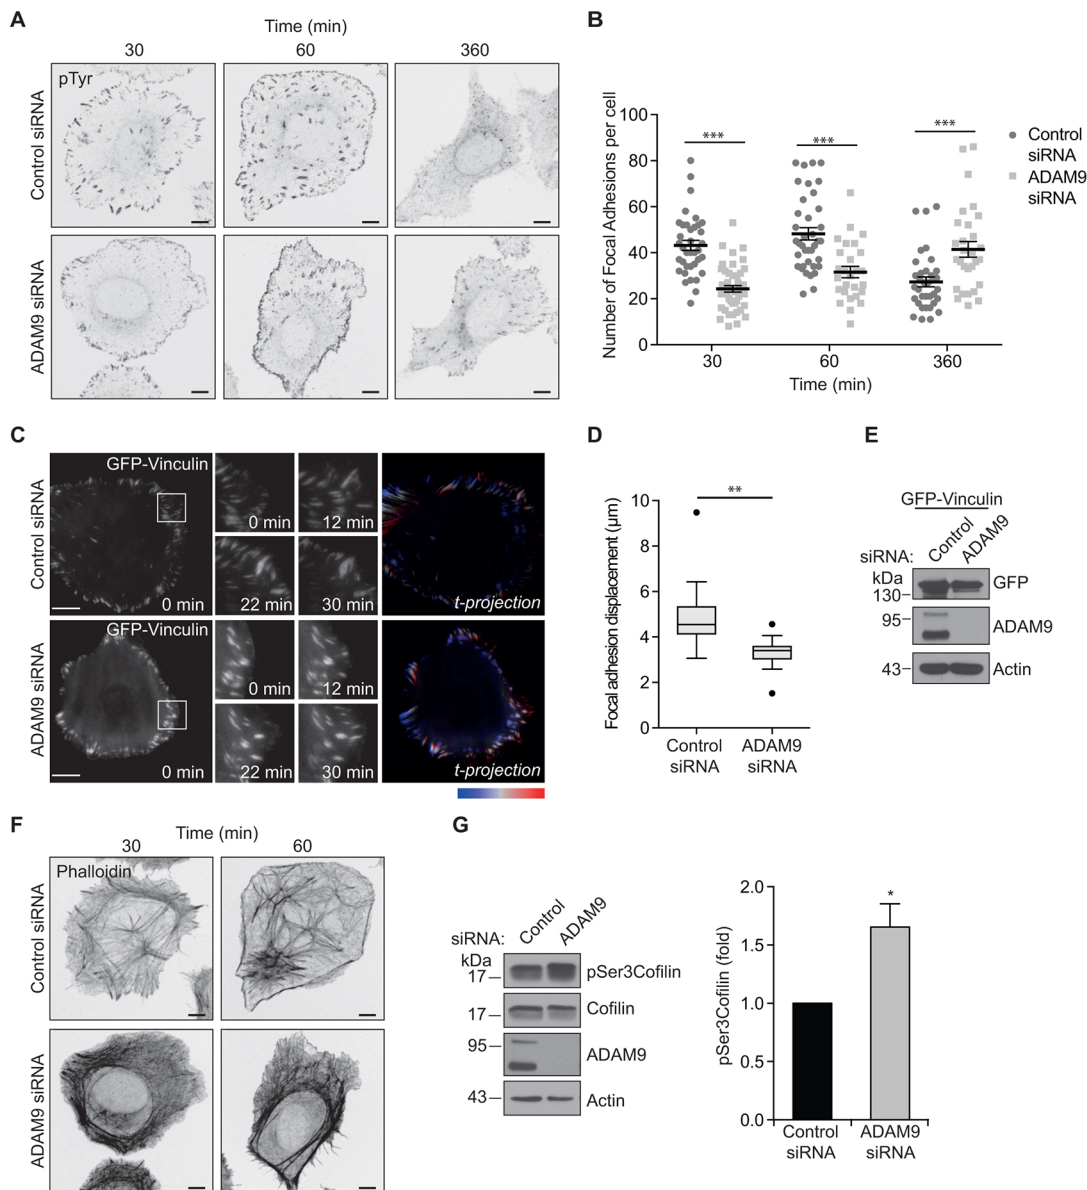 A
Time (min)
30
60
360
Control siRNA
pTyr
ADAM9 siRNA
B
Number of Focal Adhesions per cell
100
80
60
40
20
0
***
***
***
30
60
360
Time (min)
Control
siRNA
ADAM9
siRNA
C
Control siRNA
GFP-Vinculin
0 min
0 min
12 min
22 min
30 min
t-projection
ADAM9 siRNA
GFP-Vinculin
0 min
0 min
12 min
22 min
30 min
t-projection
D
Focal adhesion displacement (µm)
10
8
6
4
2
0
**
Control
siRNA
ADAM9
siRNA
E
GFP-Vinculin
siRNA:
Control
ADAM9
kDa
130
GFP
95
ADAM9
43
Actin
F
Time (min)
30
60
Control siRNA
Phalloidin
ADAM9 siRNA
G
siRNA:
Control
ADAM9
kDa
17
pSer3Cofilin
17
Cofilin
95
ADAM9
43
Actin
pSer3Cofilin (fold)
2.0
1.5
1.0
0.5
0.0
*
Control
siRNA
ADAM9
siRNA